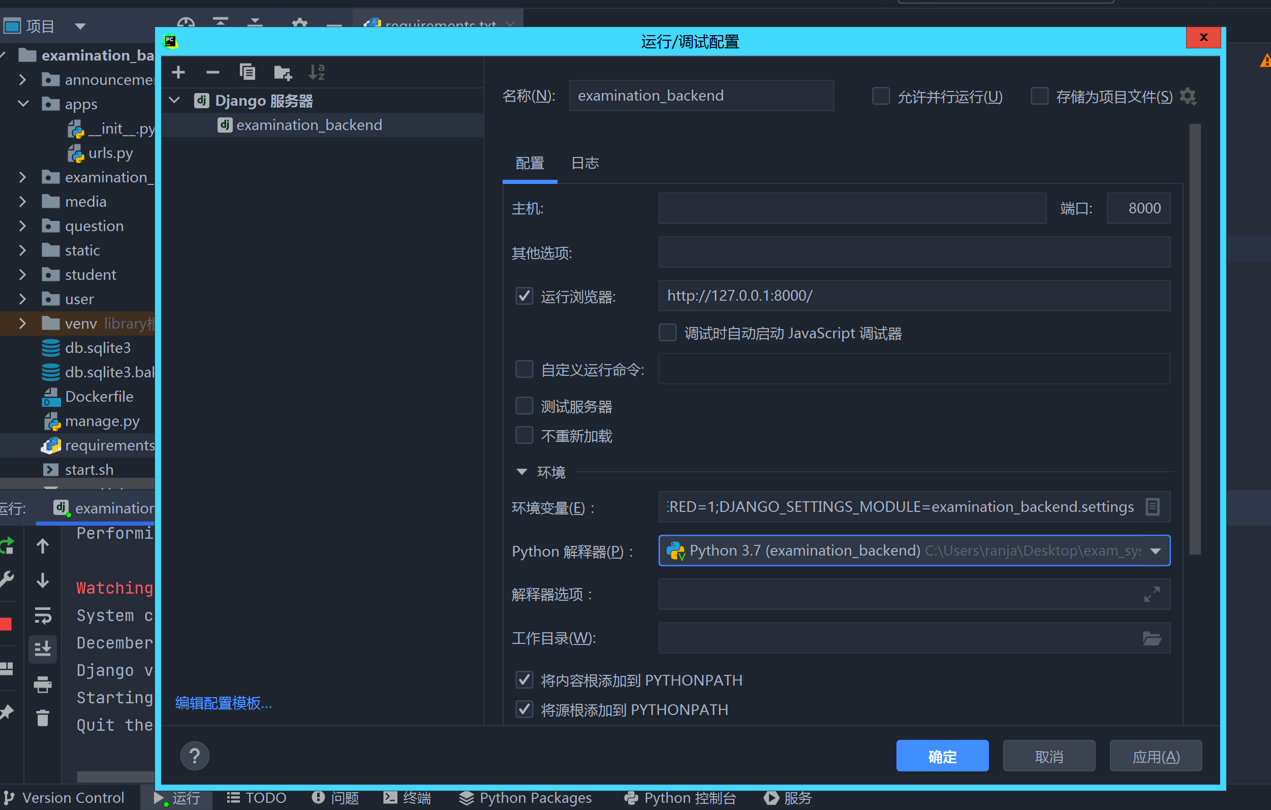 项目
requirements.txt
examination_ba
announcemen
apps
__init__.py
urls.py
examination_
media
question
static
student
user
venv library
db.sqlite3
db.sqlite3.bak
Dockerfile
manage.py
requirements
start.sh
运行/调试配置
Django 服务器
examination_backend
编辑配置模板...
名称(N):
examination_backend
允许并行运行(U)
存储为项目文件(S)
配置
日志
主机:
端口:
8000
其他选项:
运行浏览器:
http://127.0.0.1:8000/
调试时自动启动 JavaScript 调试器
自定义运行命令:
测试服务器
不重新加载
环境
环境变量(E)：
RED=1;DJANGO_SETTINGS_MODULE=examination_backend.settings
Python 解释器(P)：
Python 3.7 (examination_backend) C:\Users\ranja\Desktop\exam_sy
解释器选项：
工作目录(W):
将内容根添加到 PYTHONPATH
将源根添加到 PYTHONPATH
?
确定
取消
应用(A)
运行:
examination
Performi
Watching
System c
December
Django v
Starting
Quit the
Version Control
运行
TODO
问题
终端
Python Packages
Python 控制台
服务